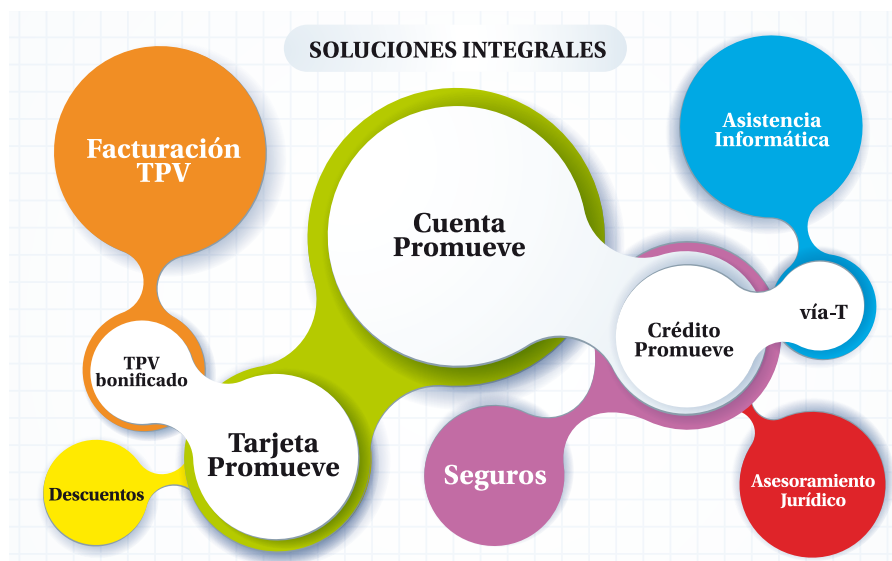 SOLUCIONES INTEGRALES
Facturación
TPV
Asistencia
Informática
Cuenta
Promueve
vía-T
Crédito
Promueve
TPV
bonificado
Tarjeta
Promueve
Seguros
Descuentos
Asesoramiento
Jurídico